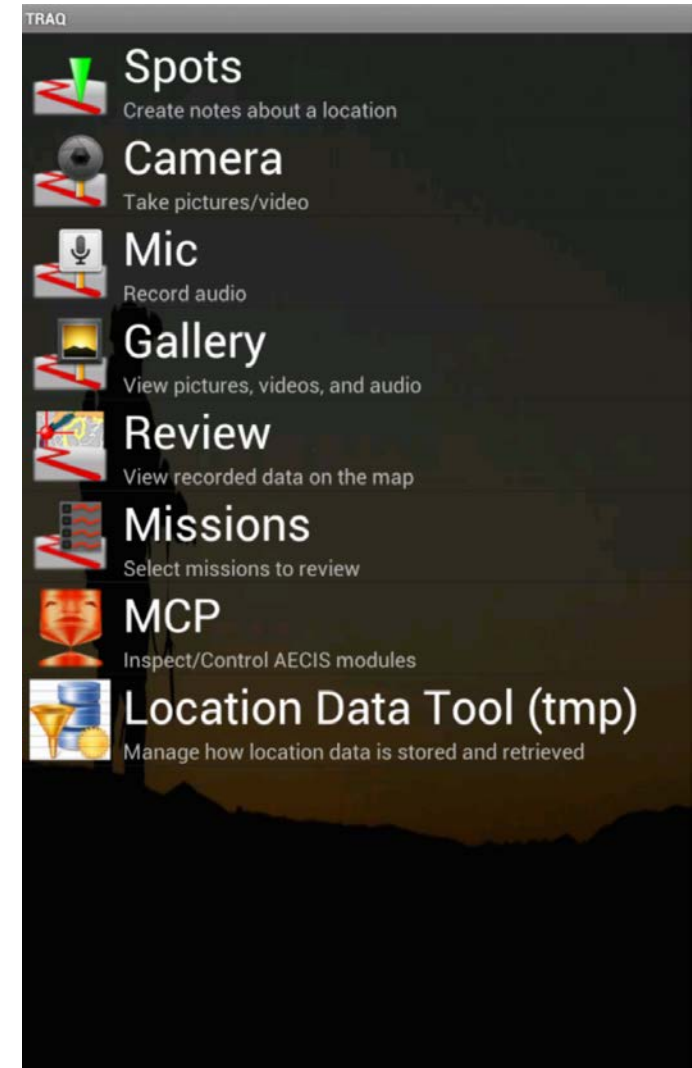 TRAQ
Spots
Create notes about a location
Camera
Take pictures/video
Mic
Record audio
Gallery
View pictures, videos, and audio
Review
View recorded data on the map
Missions
Select missions to review
MCP
Inspect/Control AECIS modules
Location Data Tool (tmp)
Manage how location data is stored and retrieved